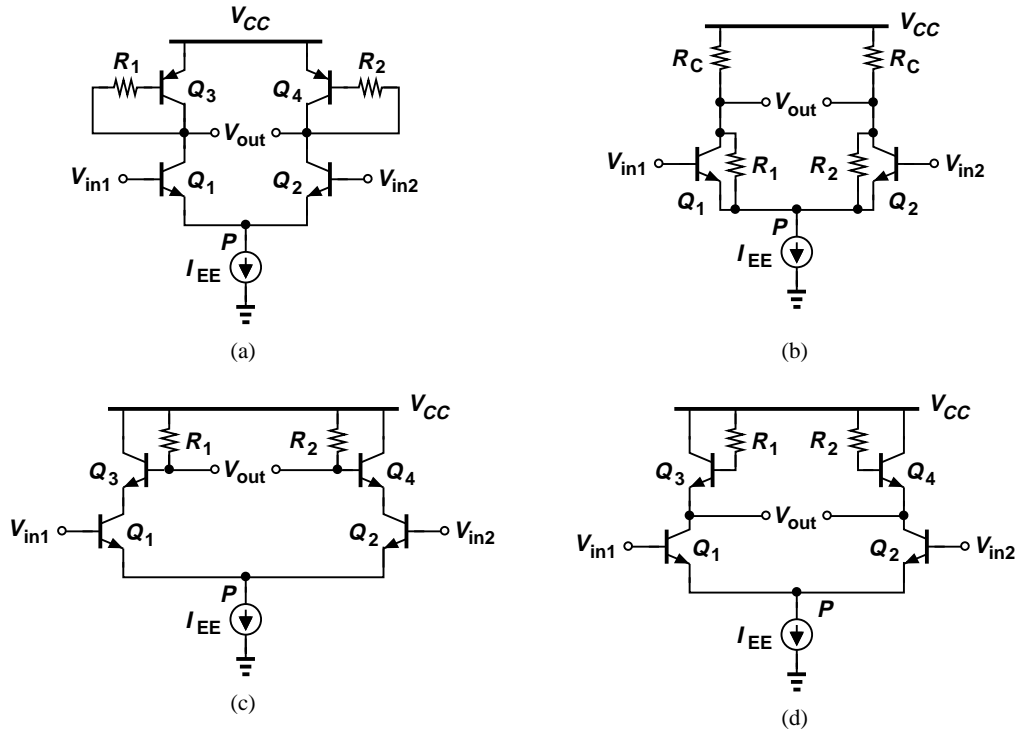 V_CC
R_1
Q_3
Q_4
R_2
V_out
V_in1
Q_1
Q_2
V_in2
P
I_EE
(a)
V_CC
R_C
R_C
V_out
V_in1
R_1
R_2
V_in2
Q_1
Q_2
P
I_EE
(b)
V_CC
R_1
R_2
Q_3
V_out
Q_4
V_in1
Q_1
Q_2
V_in2
P
I_EE
(c)
V_CC
R_1
R_2
Q_3
Q_4
V_out
V_in1
Q_1
Q_2
V_in2
P
I_EE
(d)